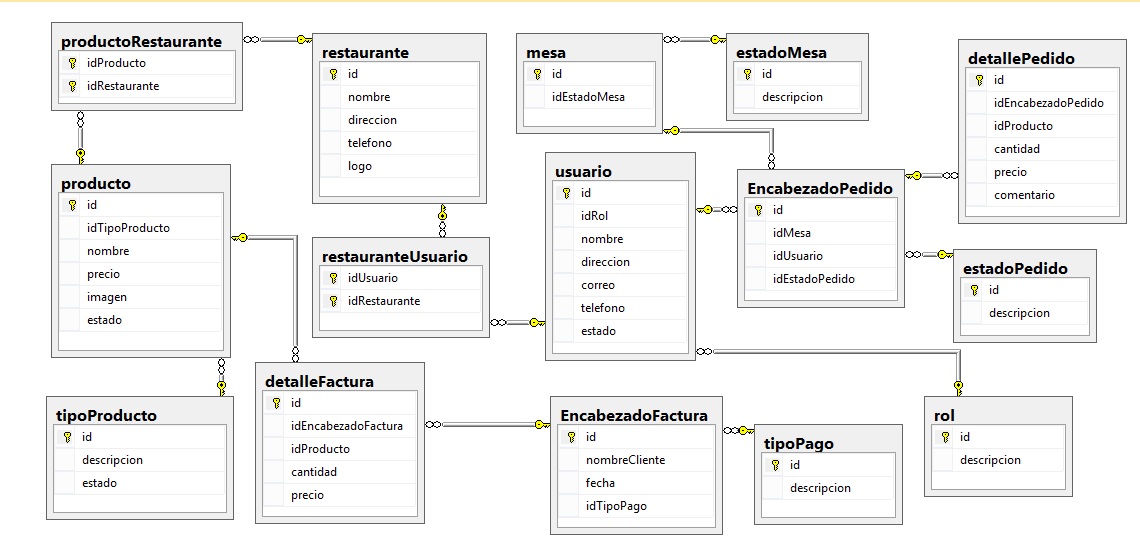 productoRestaurante
idProducto
idRestaurante
restaurante
id
nombre
direccion
telefono
logo
mesa
id
idEstadoMesa
estadoMesa
id
descripcion
detallePedido
id
idEncabezadoPedido
idProducto
cantidad
precio
comentario
producto
id
idTipoProducto
nombre
precio
imagen
estado
restauranteUsuario
idUsuario
idRestaurante
usuario
id
idRol
nombre
direccion
correo
telefono
estado
EncabezadoPedido
id
idMesa
idUsuario
idEstadoPedido
estadoPedido
id
descripcion
tipoProducto
id
descripcion
estado
detalleFactura
id
idEncabezadoFactura
idProducto
cantidad
precio
EncabezadoFactura
id
nombreCliente
fecha
idTipoPago
tipoPago
id
descripcion
rol
id
descripcion